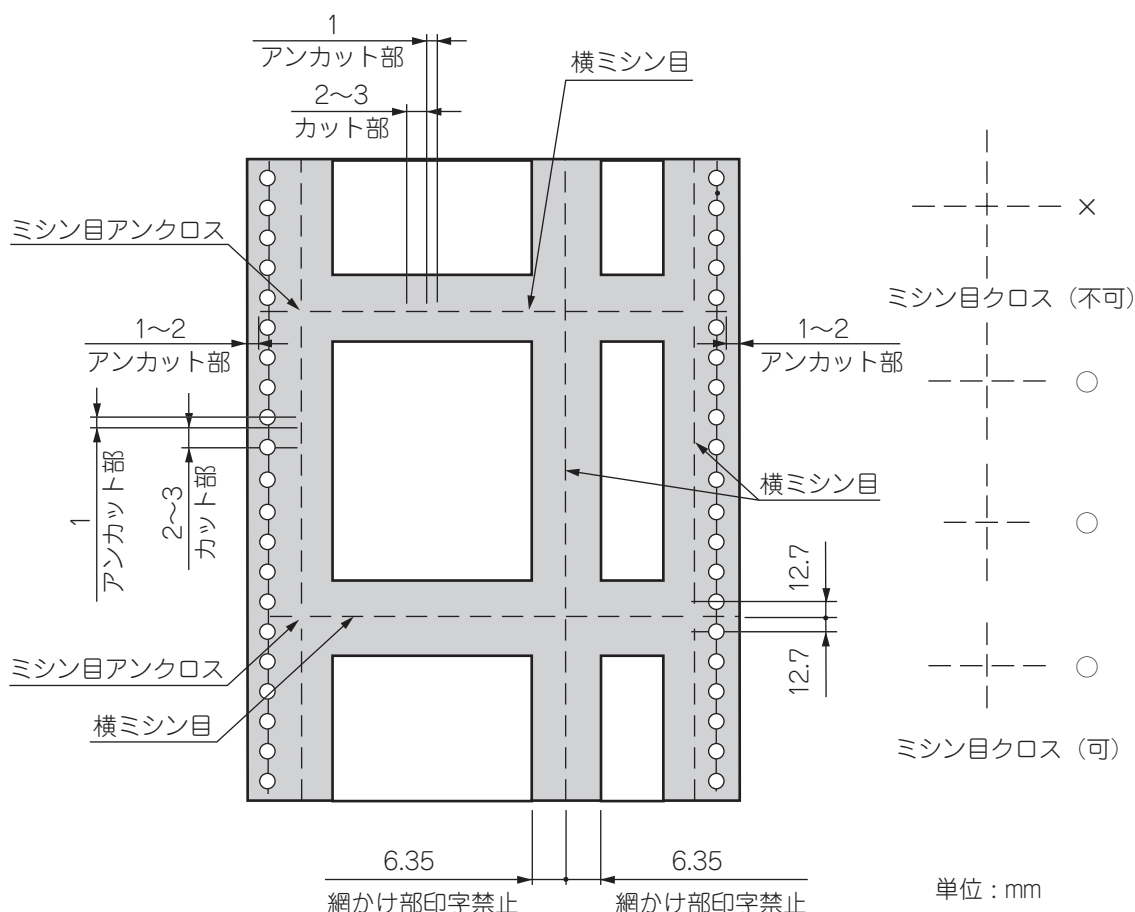 1
アンカット部
2～3
カット部
横ミシン目
ミシン目アンクロス
×
ミシン目クロス（不可）
1～2
アンカット部
1～2
アンカット部
○
1
アンカット部
2～3
カット部
横ミシン目
○
12.7
12.7
ミシン目アンクロス
横ミシン目
○
ミシン目クロス（可）
6.35
網かけ部印字禁止
6.35
網かけ部印字禁止
単位：mm